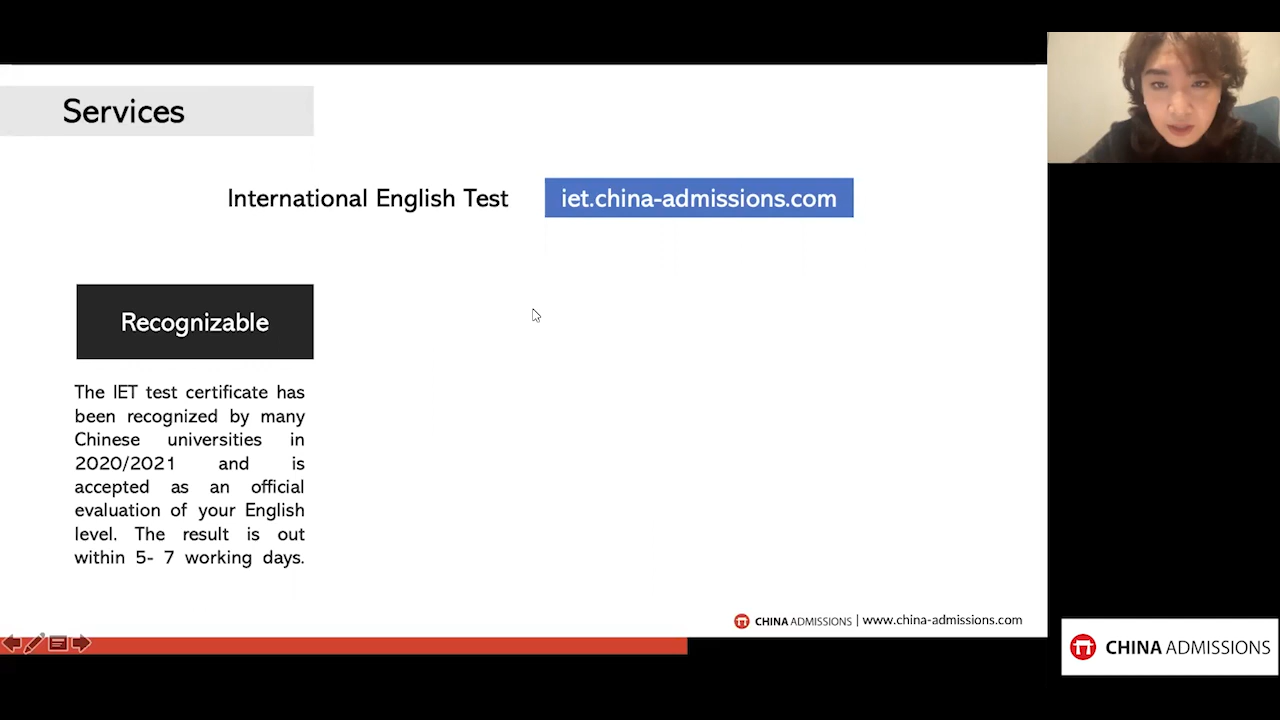 Services
International English Test
iet.china-admissions.com
Recognizable
The IET test certificate has
been recognized by many
Chinese universities in
2020/2021 and is
accepted as an official
evaluation of your English
level. The result is out
within 5- 7 working days.
CHINA ADMISSIONS | www.china-admissions.com
CHINA ADMISSIONS